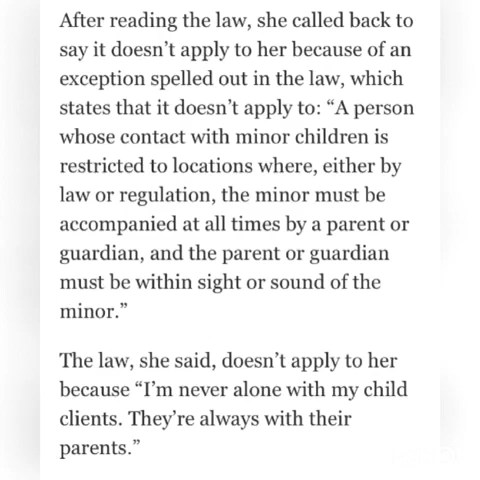 After reading the law, she called back to
say it doesn’t apply to her because of an
exception spelled out in the law, which
states that it doesn’t apply to: “A person
whose contact with minor children is
restricted to locations where, either by
law or regulation, the minor must be
accompanied at all times by a parent or
guardian, and the parent or guardian
must be within sight or sound of the
minor.”
The law, she said, doesn’t apply to her
because “I’m never alone with my child
clients. They’re always with their
parents.”